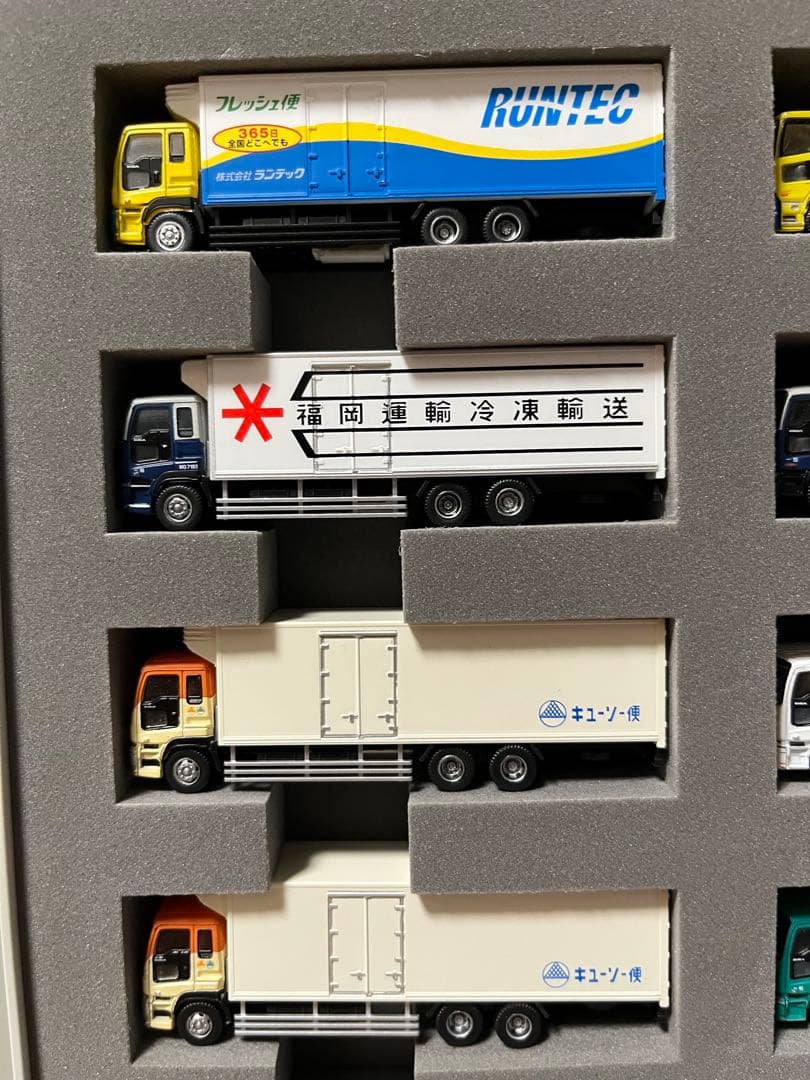 フレッシュ便
RUNTEC
365日
全国どこへでも
株式会社 ランテック
福岡運輸冷凍輸送
キユーソー便
キユーソー便